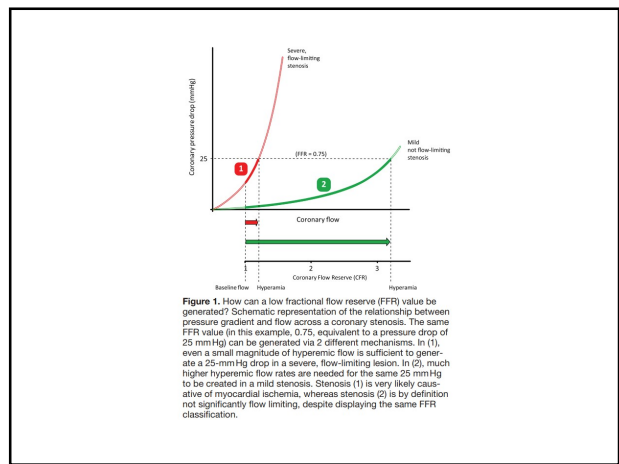 Severe,
flow-limiting
stenosis
Coronary pressure drop (mmHg)
Mild
not flow-limiting
stenosis
25
(FFR = 0.75)
1
2
Coronary flow
1
2
3
Coronary Flow Reserve (CFR)
Baseline flow
Hyperamia
Hyperamia
Figure 1. How can a low fractional flow reserve (FFR) value be
generated? Schematic representation of the relationship between
pressure gradient and flow across a coronary stenosis. The same
FFR value (in this example, 0.75, equivalent to a pressure drop of
25 mm Hg) can be generated via 2 different mechanisms. In (1),
even a small magnitude of hyperemic flow is sufficient to gener-
ate a 25-mm Hg drop in a severe, flow-limiting lesion. In (2), much
higher hyperemic flow rates are needed for the same 25 mm Hg
to be created in a mild stenosis. Stenosis (1) is very likely caus-
ative of myocardial ischemia, whereas stenosis (2) is by definition
not significantly flow limiting, despite displaying the same FFR
classification.